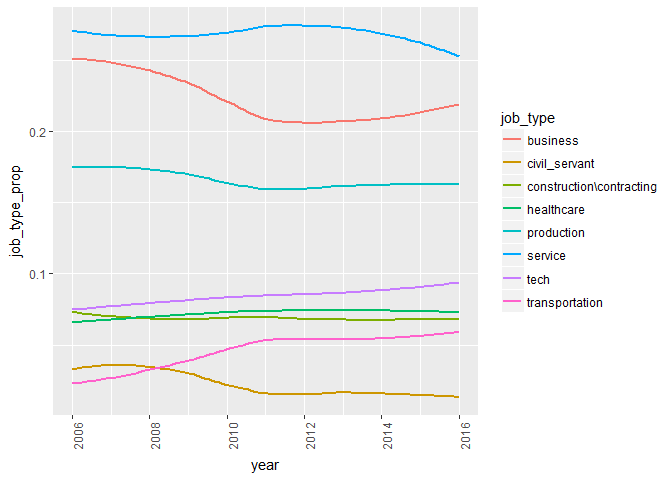 job_type_prop
0.2
0.1
2006
2008
2010
2012
2014
2016
year
job_type
business
civil_servant
construction\contracting
healthcare
production
service
tech
transportation